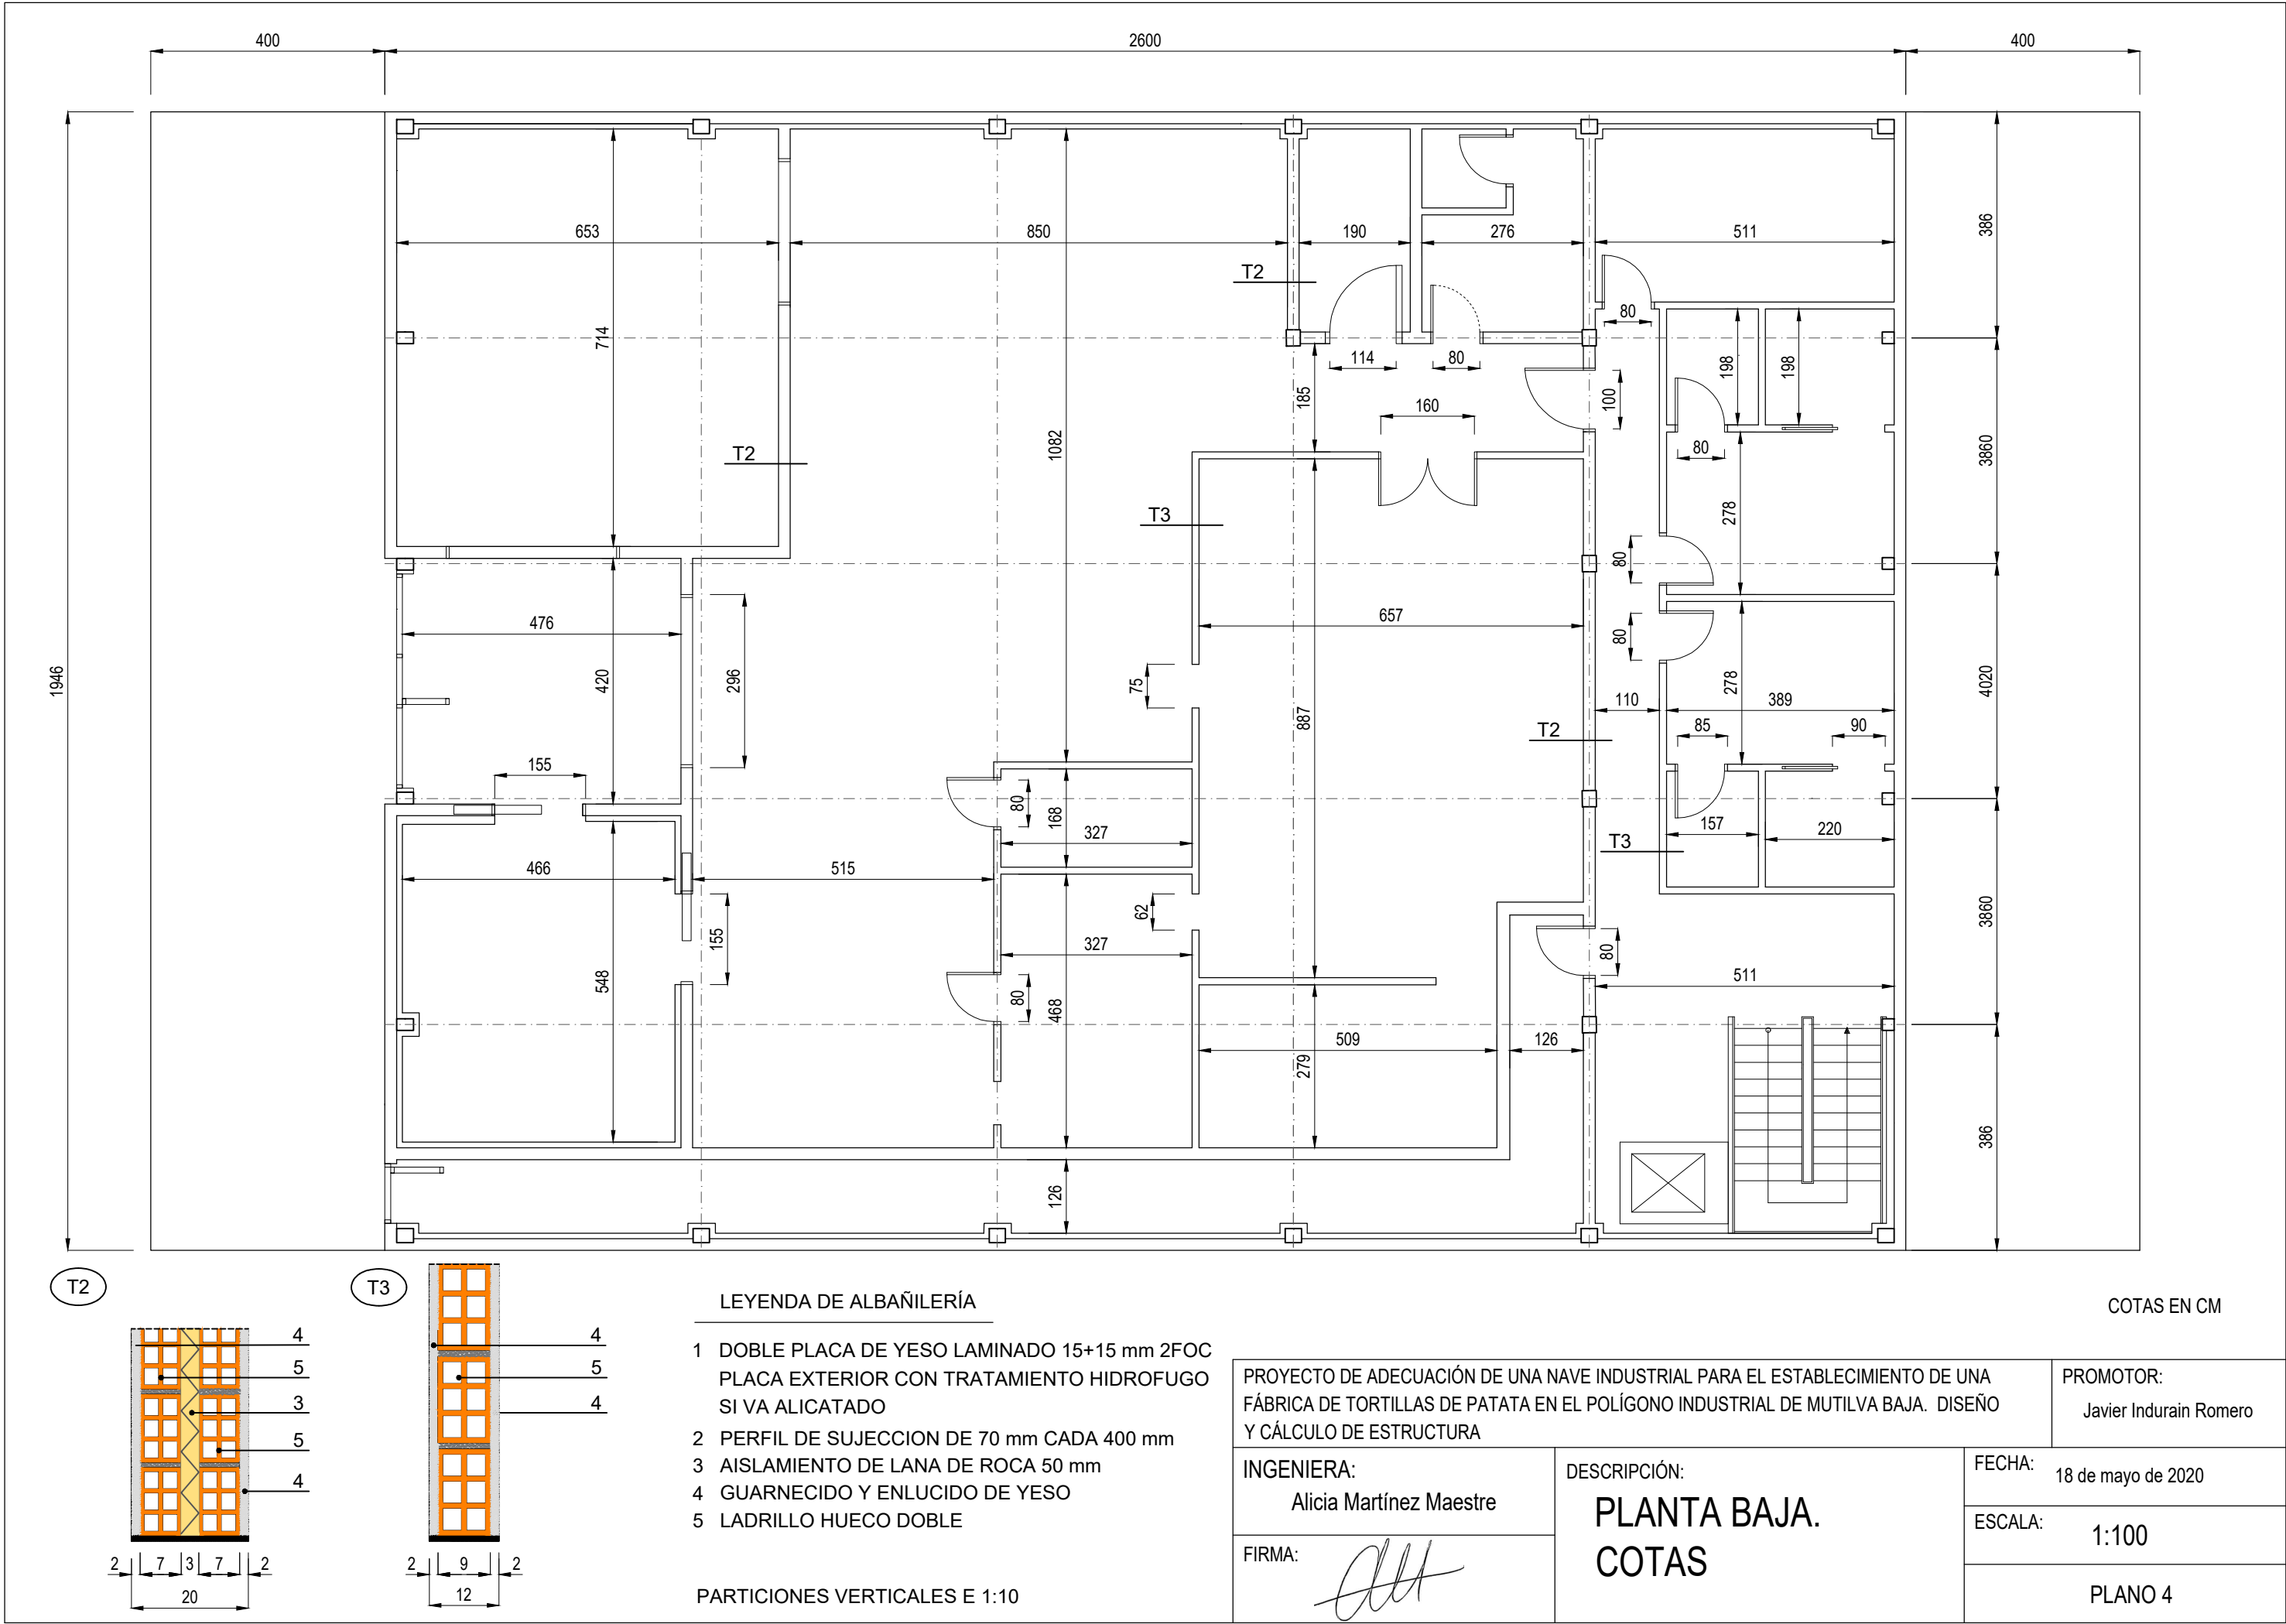 400
2600
400
653
850
190
276
511
386
T2
714
80
114
80
198
198
185
100
160
1082
T2
80
3860
T3
278
80
657
476
80
1946
296
420
75
278
4020
110
389
887
T2
85
90
155
80
168
327
157
220
T3
466
515
62
3860
155
327
80
548
511
80
468
509
126
279
386
126
T2
T3
4
5
3
5
4
2
7
3
7
2
20
4
5
4
2
9
2
12
LEYENDA DE ALBAÑILERÍA
1 DOBLE PLACA DE YESO LAMINADO 15+15 mm 2FOC
PLACA EXTERIOR CON TRATAMIENTO HIDROFUGO
SI VA ALICATADO
2 PERFIL DE SUJECCION DE 70 mm CADA 400 mm
3 AISLAMIENTO DE LANA DE ROCA 50 mm
4 GUARNECIDO Y ENLUCIDO DE YESO
5 LADRILLO HUECO DOBLE
PARTICIONES VERTICALES E 1:10
COTAS EN CM
PROYECTO DE ADECUACIÓN DE UNA NAVE INDUSTRIAL PARA EL ESTABLECIMIENTO DE UNA
FÁBRICA DE TORTILLAS DE PATATA EN EL POLÍGONO INDUSTRIAL DE MUTILVA BAJA. DISEÑO
Y CÁLCULO DE ESTRUCTURA
PROMOTOR:
Javier Indurain Romero
INGENIERA:
Alicia Martínez Maestre
FIRMA:
DESCRIPCIÓN:
PLANTA BAJA.
COTAS
FECHA: 18 de mayo de 2020
ESCALA: 1:100
PLANO 4